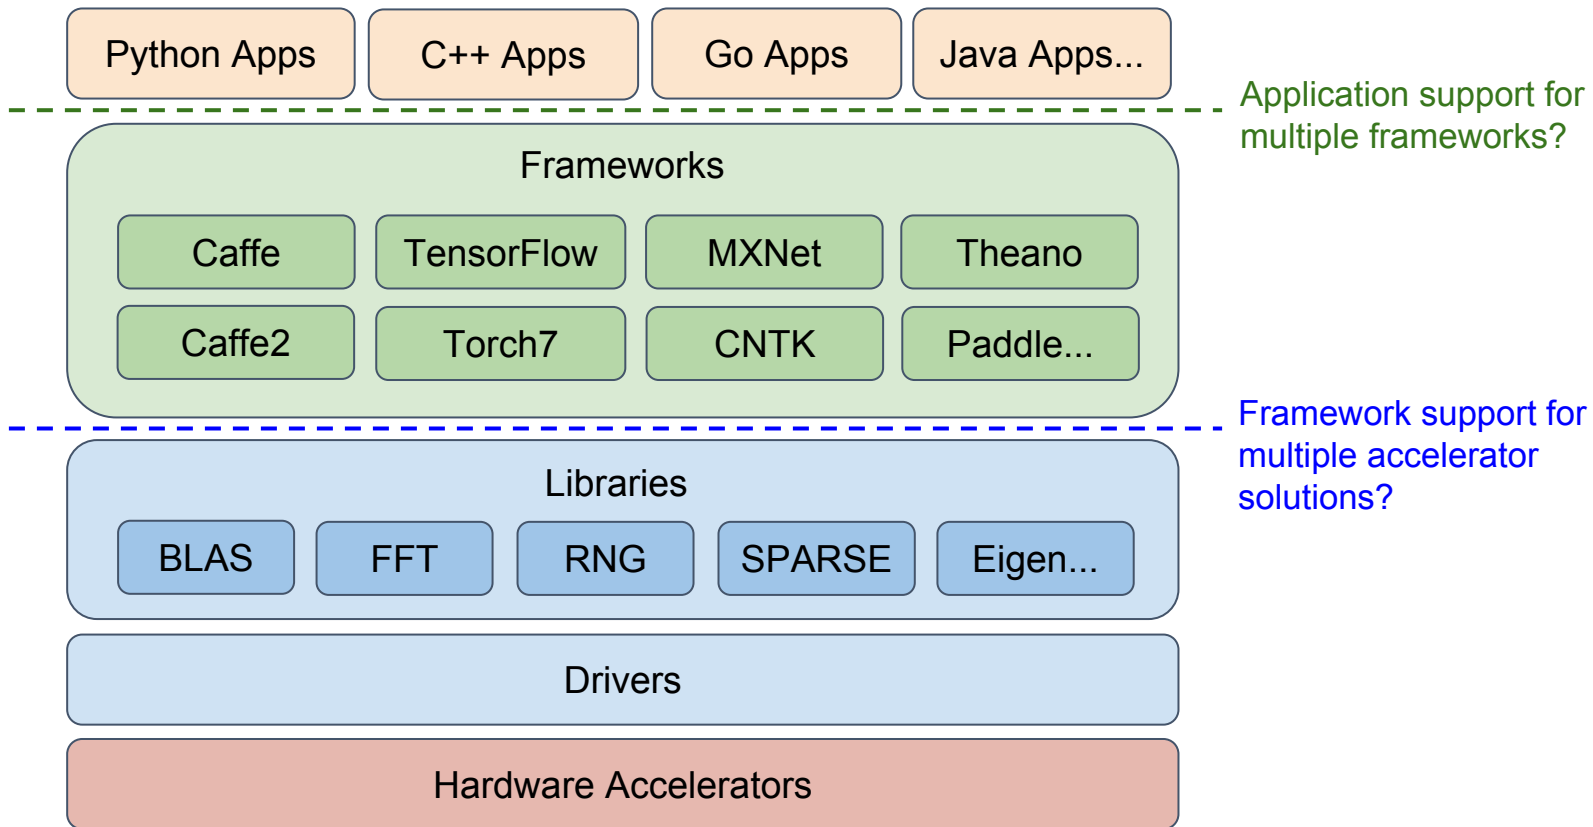 Python Apps
C++ Apps
Go Apps
Java Apps...
Application support for
multiple frameworks?
Frameworks
Caffe
TensorFlow
MXNet
Theano
Caffe2
Torch7
CNTK
Paddle...
Framework support for
multiple accelerator
solutions?
Libraries
BLAS
FFT
RNG
SPARSE
Eigen...
Drivers
Hardware Accelerators